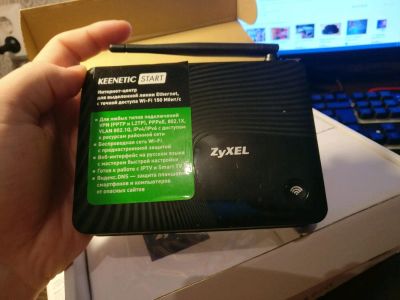 KEENETIC START
Интернет-центр
для выделенной линии Ethernet,
с точкой доступа Wi-Fi 150 Мбит/с
• Для любых типов подключений
VPN (PPTP и L2TP), PPPoE, 802.1X,
VLAN 802.1Q, IPv4/IPv6 с доступом
к ресурсам районной сети
• Беспроводная сеть Wi-Fi
с предустановленной защитой
• Веб-интерфейс на русском языке
с мастером быстрой настройки
• Готов к работе с IPTV и Smart TV
• Яндекс.DNS — защита планшетов,
смартфонов и компьютеров
от опасных сайтов
ZyXEL